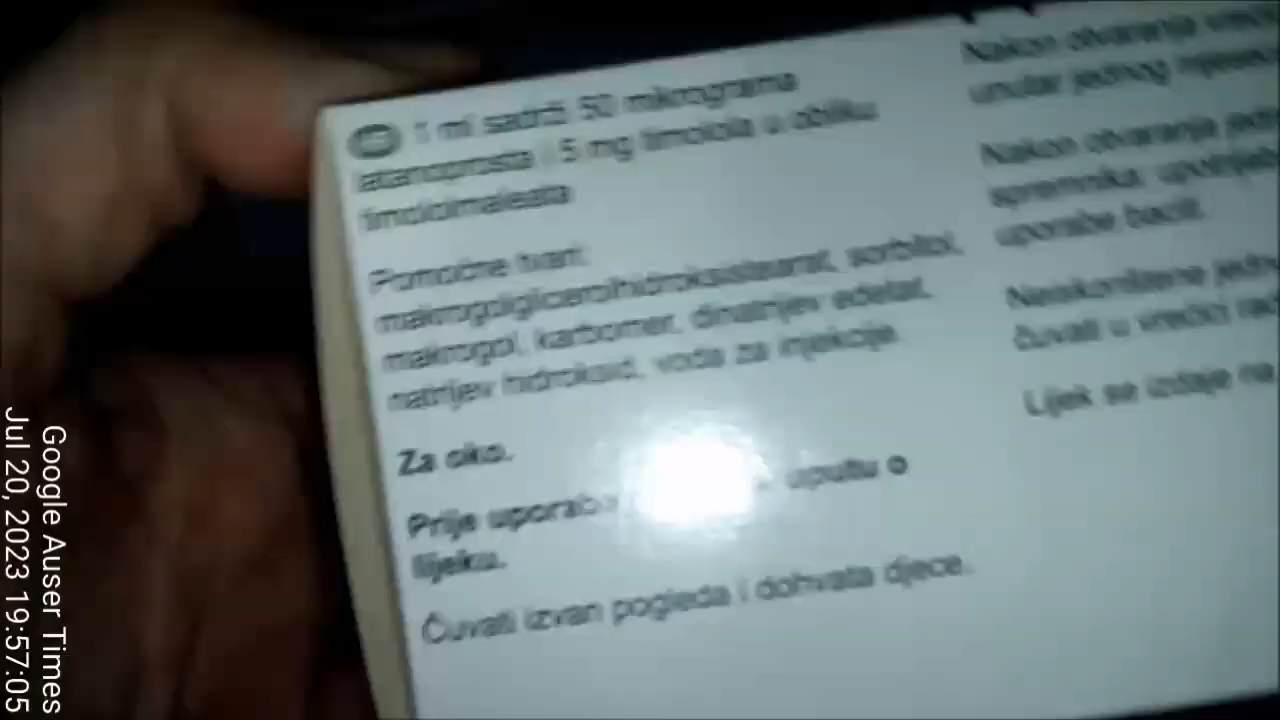 1 ml sadrži 50 mikrograma
latanoprosta i 5 mg timolola u obliku
timololmaleata
Pomoćne tvari:
makrogolglicerolhidroksistearat, sorbitol,
makrogol, karbomer, dinatrijev edetat,
natrijev hidroksid, voda za injekcije.
Za oko.
Prije uporabe uputu o
lijeku.
Čuvati izvan pogleda i dohvata djece.
Nakon otvaranja
unutar jednog
Nakon otvaranja
spremnika
uporabe baciti.
Neiskorištene
čuvati u vrećici
Lijek se izdaje na
Google Auser Times
Jul 20, 2023 19:57:05